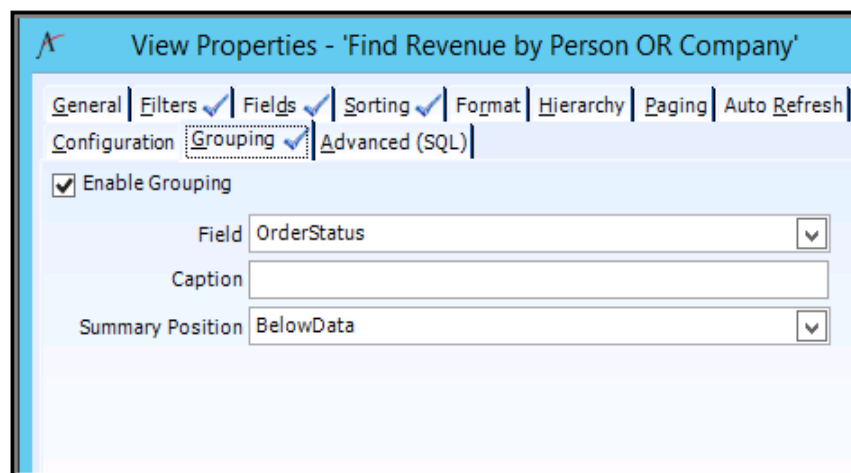 View Properties - 'Find Revenue by Person OR Company'
General Filters Fields Sorting Format Hierarchy Paging Auto Refresh
Configuration Grouping Advanced (SQL)
Enable Grouping
Field OrderStatus
Caption
Summary Position BelowData